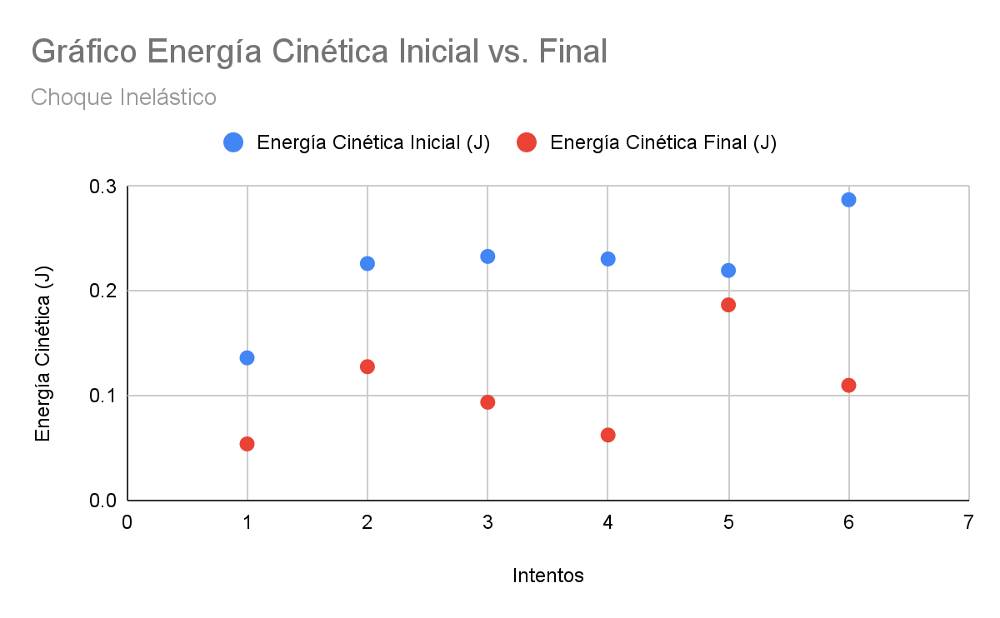 Gráfico Energía Cinética Inicial vs. Final
Choque Inelástico
Energía Cinética Inicial (J)
Energía Cinética Final (J)
Energía Cinética (J)
0.3
0.2
0.1
0.0
0 1 2 3 4 5 6 7
Intentos